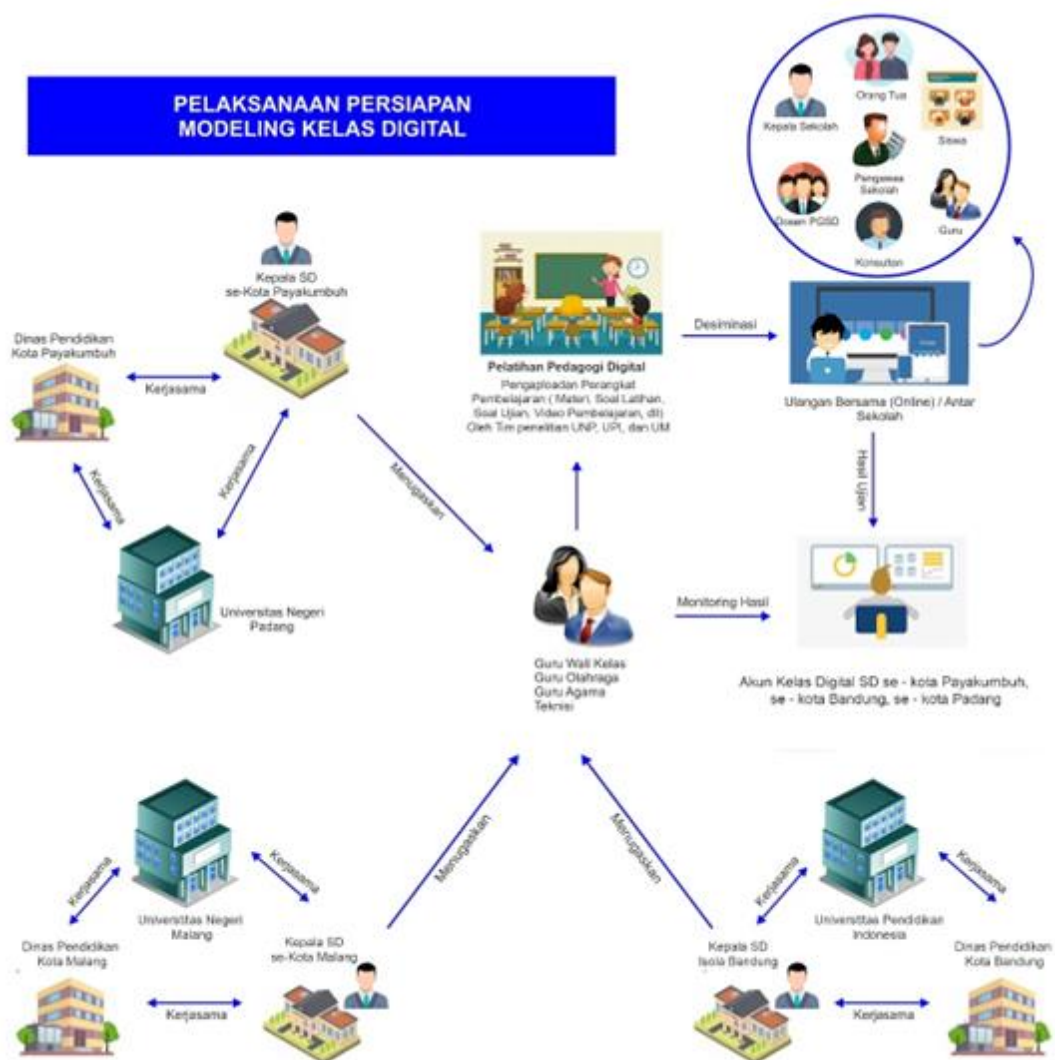 PELAKSANAAN PERSIAPAN
MODELING KELAS DIGITAL
Orang Tua
Kepala Sekolah
Siswa
Pengawas
Sekolah
Dosen PGSD
Guru
Konsultan
Kepala SD
se-Kota Payakumbuh
Dinas Pendidikan
Kota Payakumbuh
Kerjasama
Kerjasama
Kerjasama
Menugaskan
Universitas Negeri
Padang
Pelatihan Pedagogi Digital
Pengaploadan Perangkat
Pembelajaran ( Materi, Soal Latihan,
Soal Ujian, Video Pembelajaran, dll)
Oleh Tim penelitian UNP, UPI, dan UM
Desiminasi
Ulangan Bersama (Online) / Antar
Sekolah
Hasil Ujian
Monitoring Hasil
Guru Wali Kelas
Guru Olahraga
Guru Agama
Teknisi
Akun Kelas Digital SD se - kota Payakumbuh,
se - kota Bandung, se - kota Padang
Menugaskan
Menugaskan
Kerjasama
Kerjasama
Universtitas Negeri
Malang
Dinas Pendidikan
Kota Malang
Kepala SD
se-Kota Malang
Kerjasama
Kerjasama
Kerjasama
Universtitas Pendidikan
Indonesia
Kepala SD
Isola Bandung
Dinas Pendidikan
Kota Bandung
Kerjasama